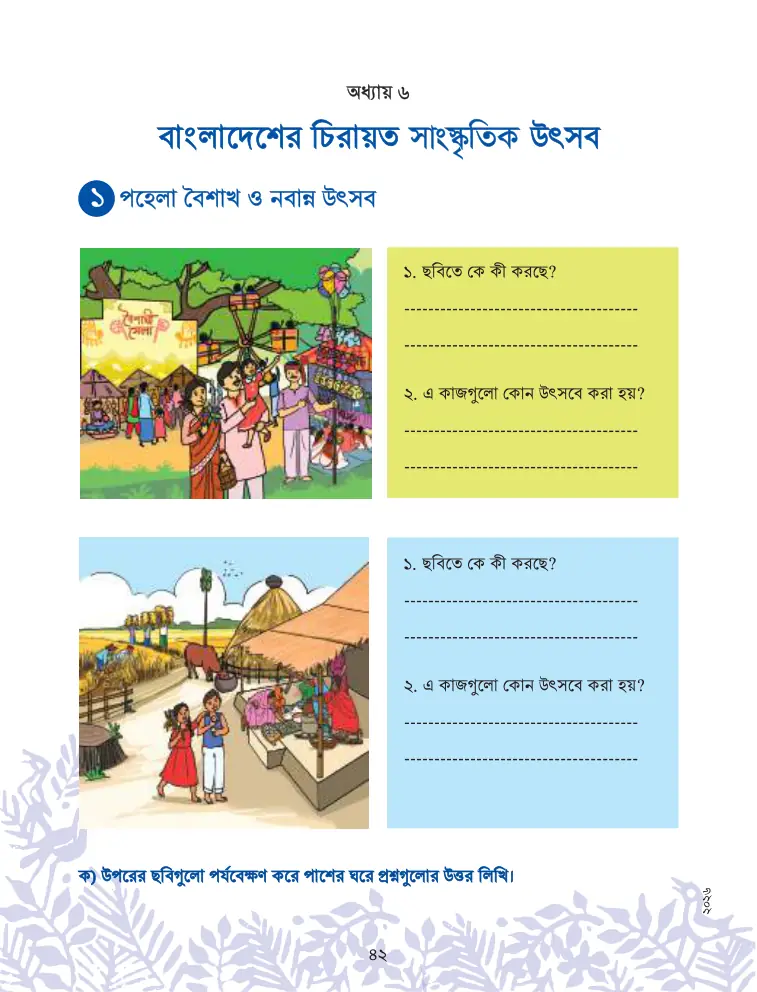 অধ্যায় ৬
বাংলাদেশের চিরায়ত সাংস্কৃতিক উৎসব
১ পহেলা বৈশাখ ও নবান্ন উৎসব
বৈশাখী
মেলা
১. ছবিতে কে কী করছে?
---------------------------------------
---------------------------------------
২. এ কাজগুলো কোন উৎসবে করা হয়?
---------------------------------------
---------------------------------------
১. ছবিতে কে কী করছে?
---------------------------------------
---------------------------------------
২. এ কাজগুলো কোন উৎসবে করা হয়?
---------------------------------------
---------------------------------------
ক) উপরের ছবিগুলো পর্যবেক্ষণ করে পাশের ঘরে প্রশ্নগুলোর উত্তর লিখি।
২০২৬
৪২